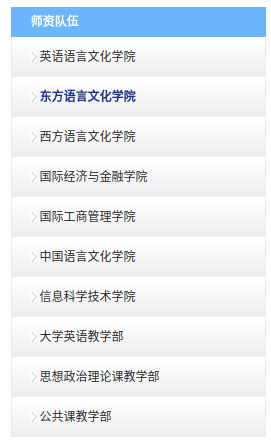 师资队伍
英语语言文化学院
东方语言文化学院
西方语言文化学院
国际经济与金融学院
国际工商管理学院
中国语言文化学院
信息科学技术学院
大学英语教学部
思想政治理论课教学部
公共课教学部